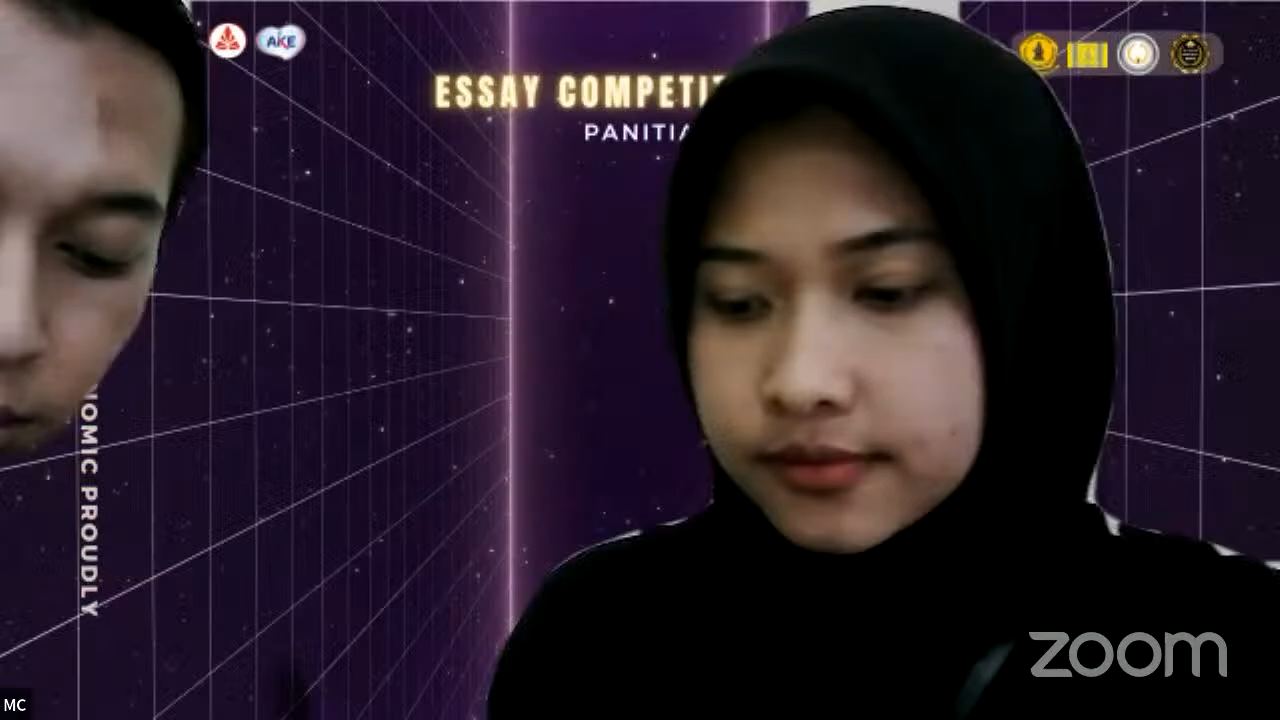 AKE
ESSAY COMPETIT
PANITIA
NOMIC PROUDLY
zoom
MC